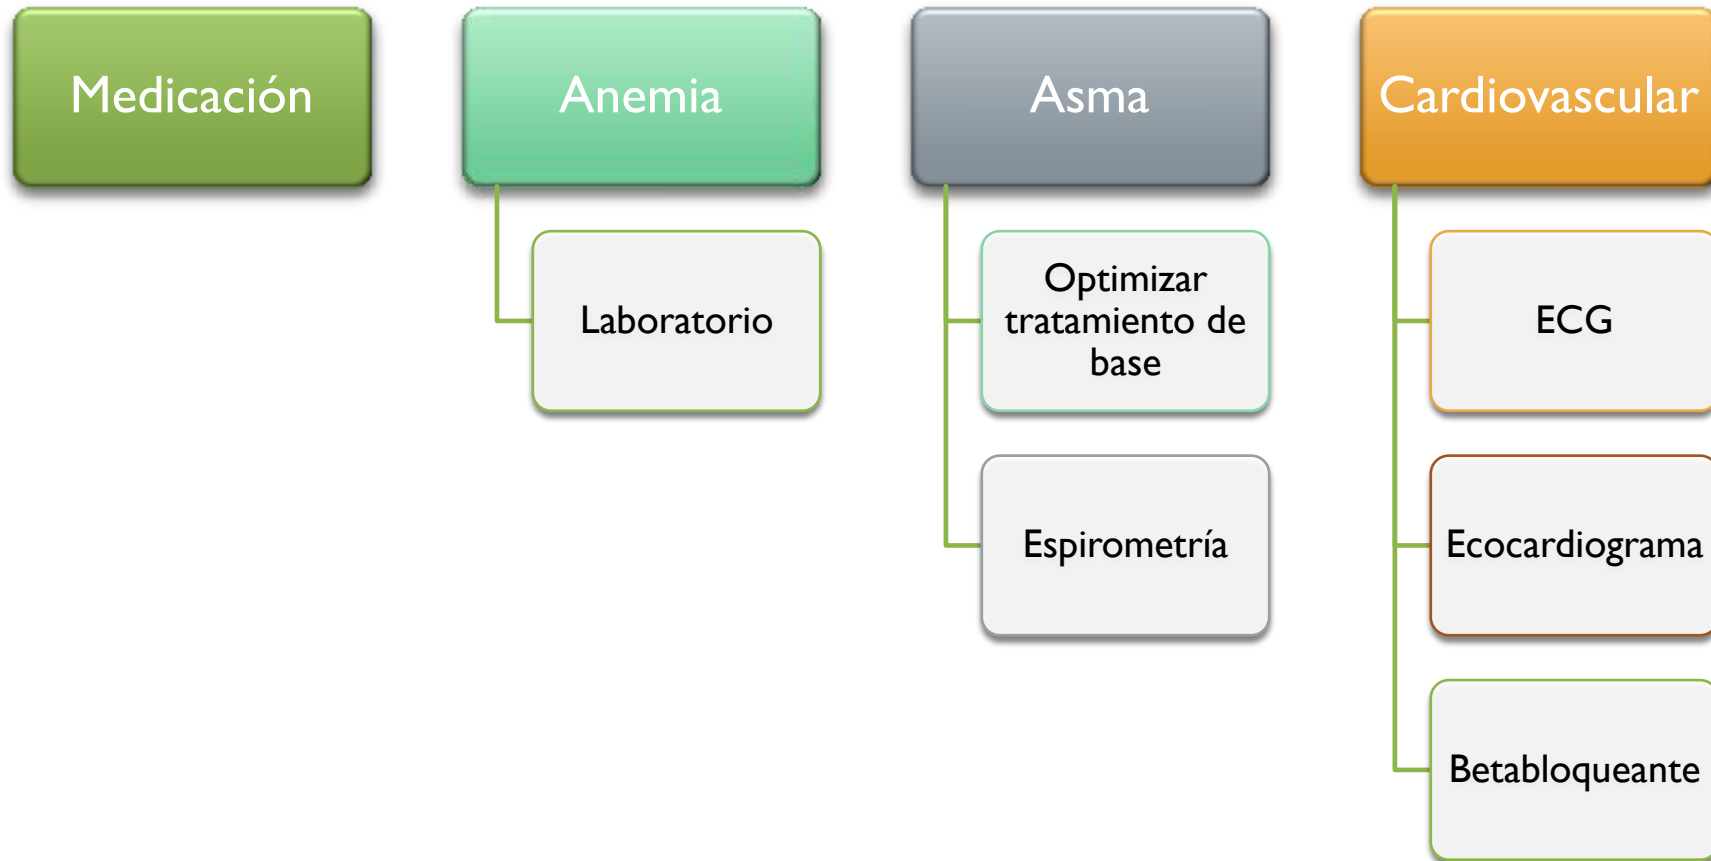 Medicación
Anemia
Laboratorio
Asma
Optimizar
tratamiento de
base
Espirometría
Cardiovascular
ECG
Ecocardiograma
Betabloqueante